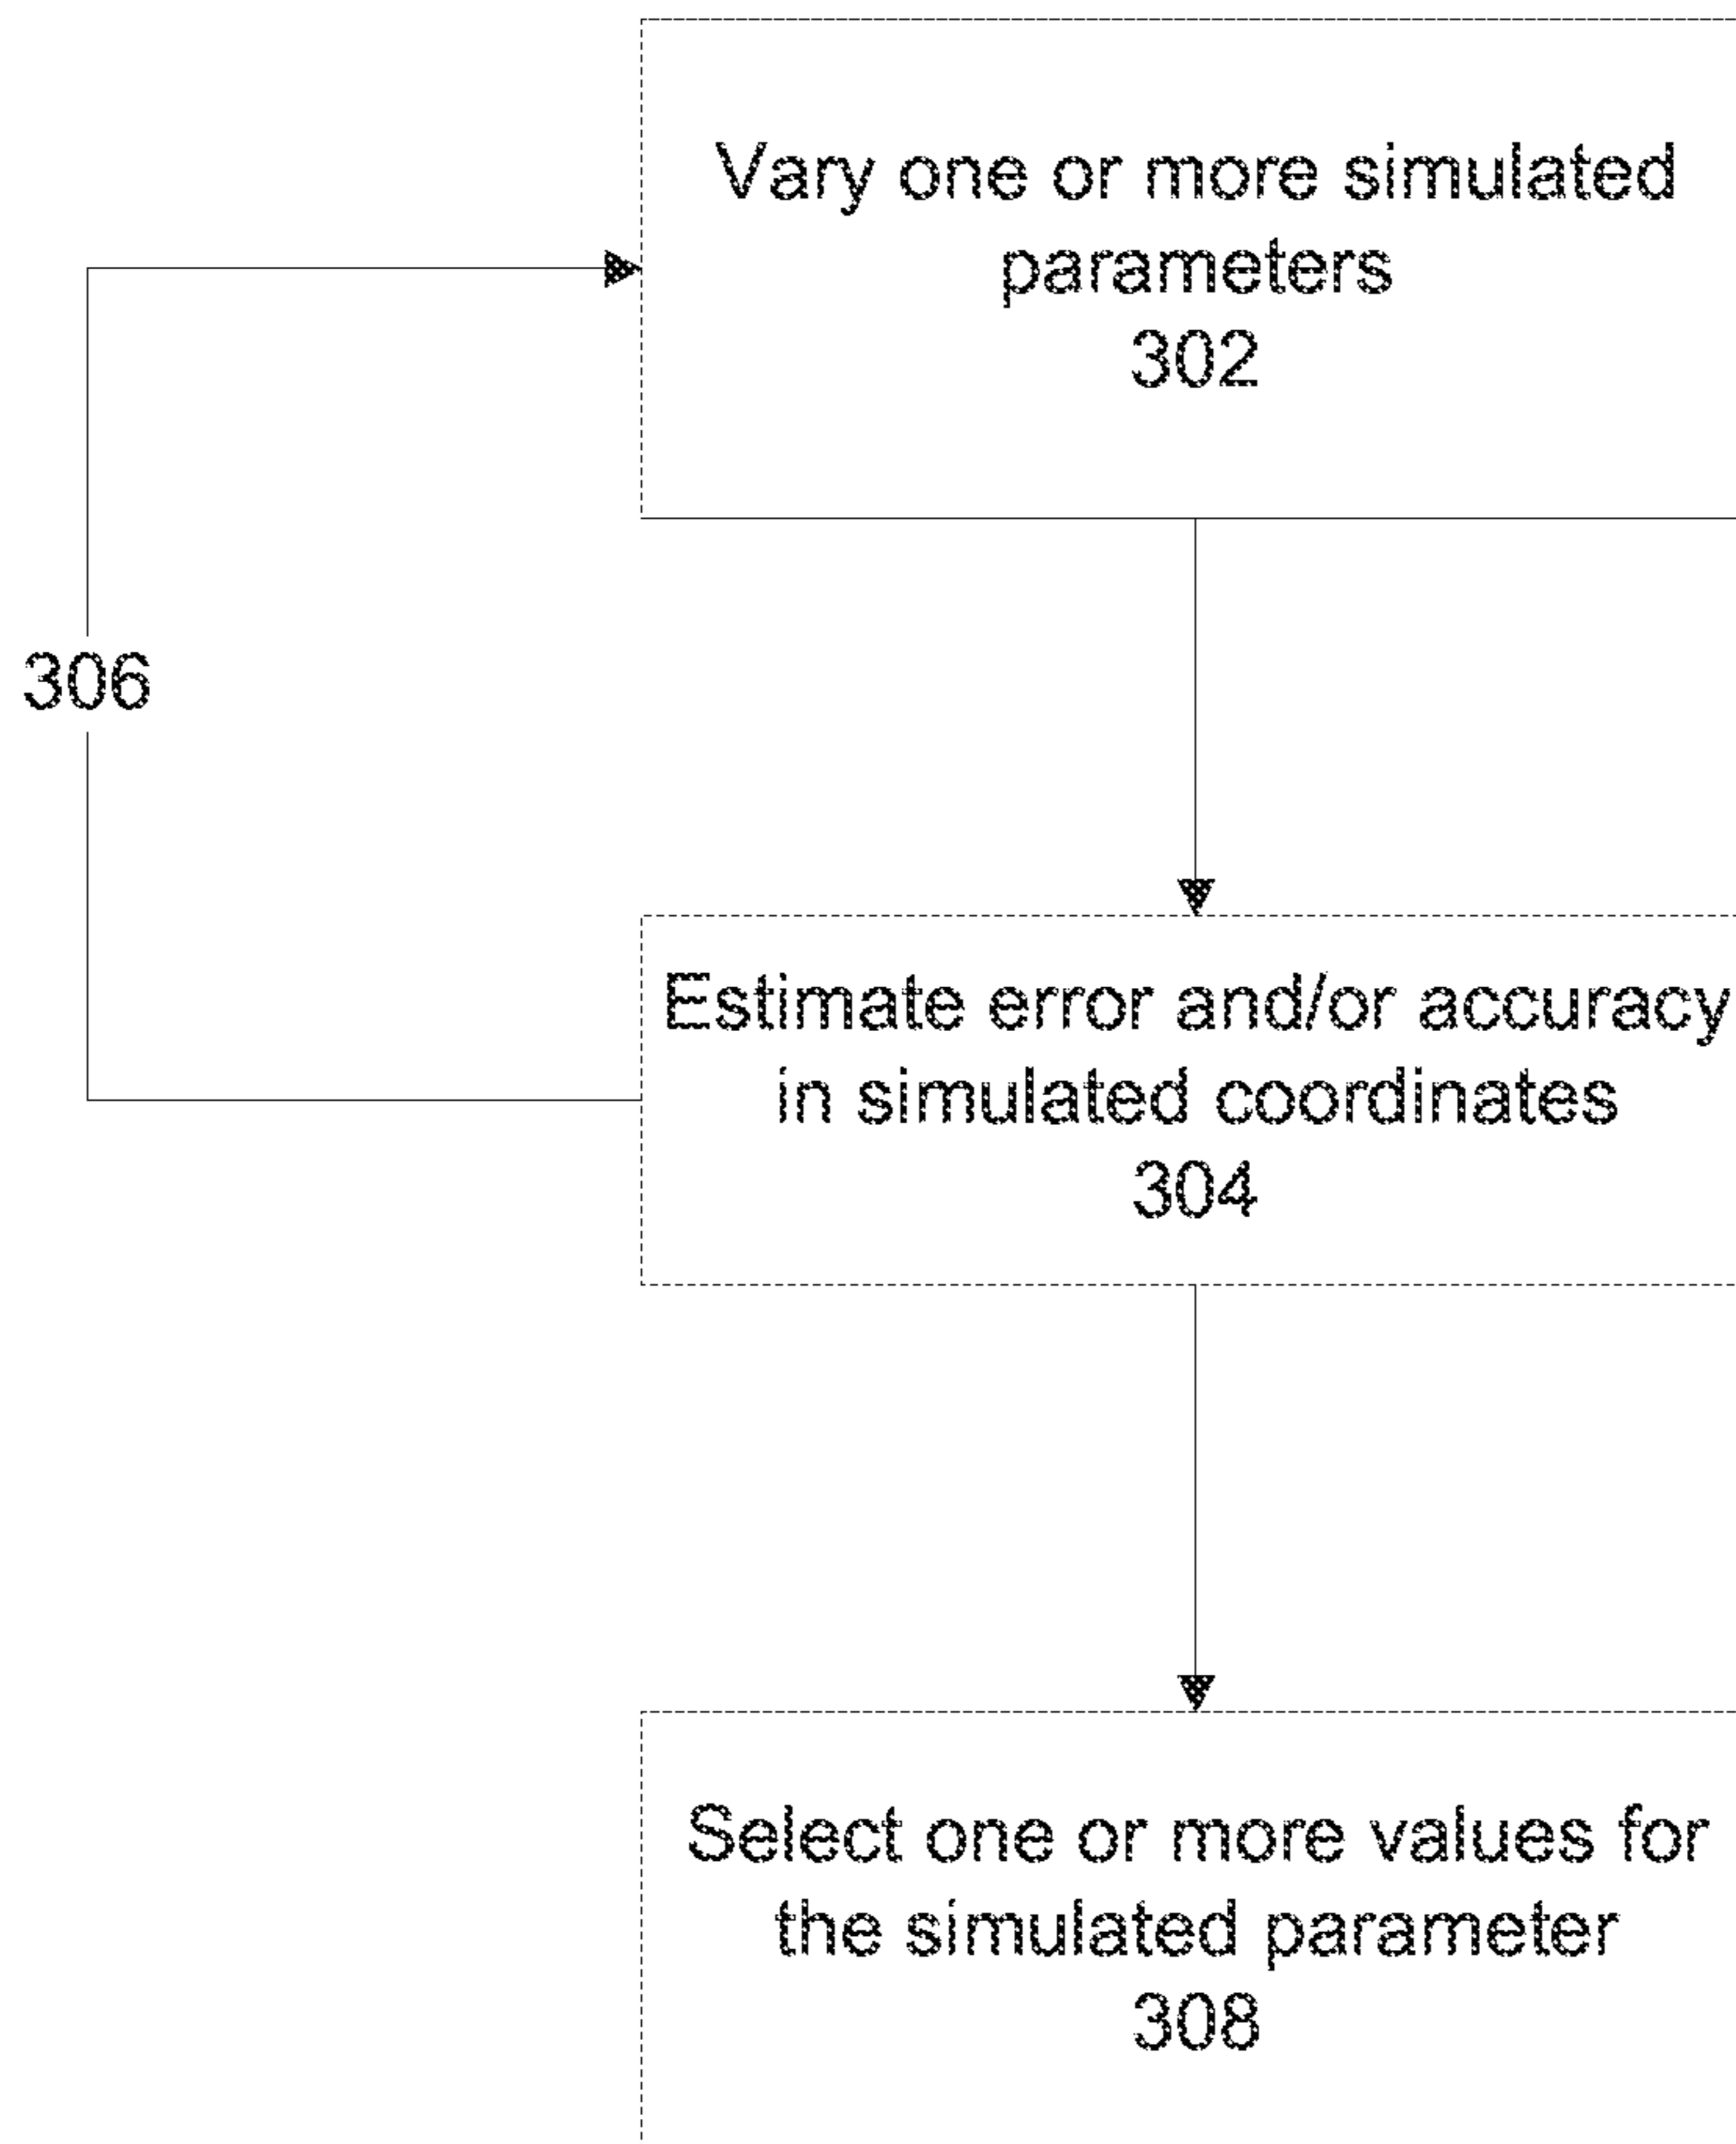 Vary one or more simulated
parameters
302
306
Estimate error and/or accuracy
in simulated coordinates
304
Select one or more values for
the simulated parameter
308